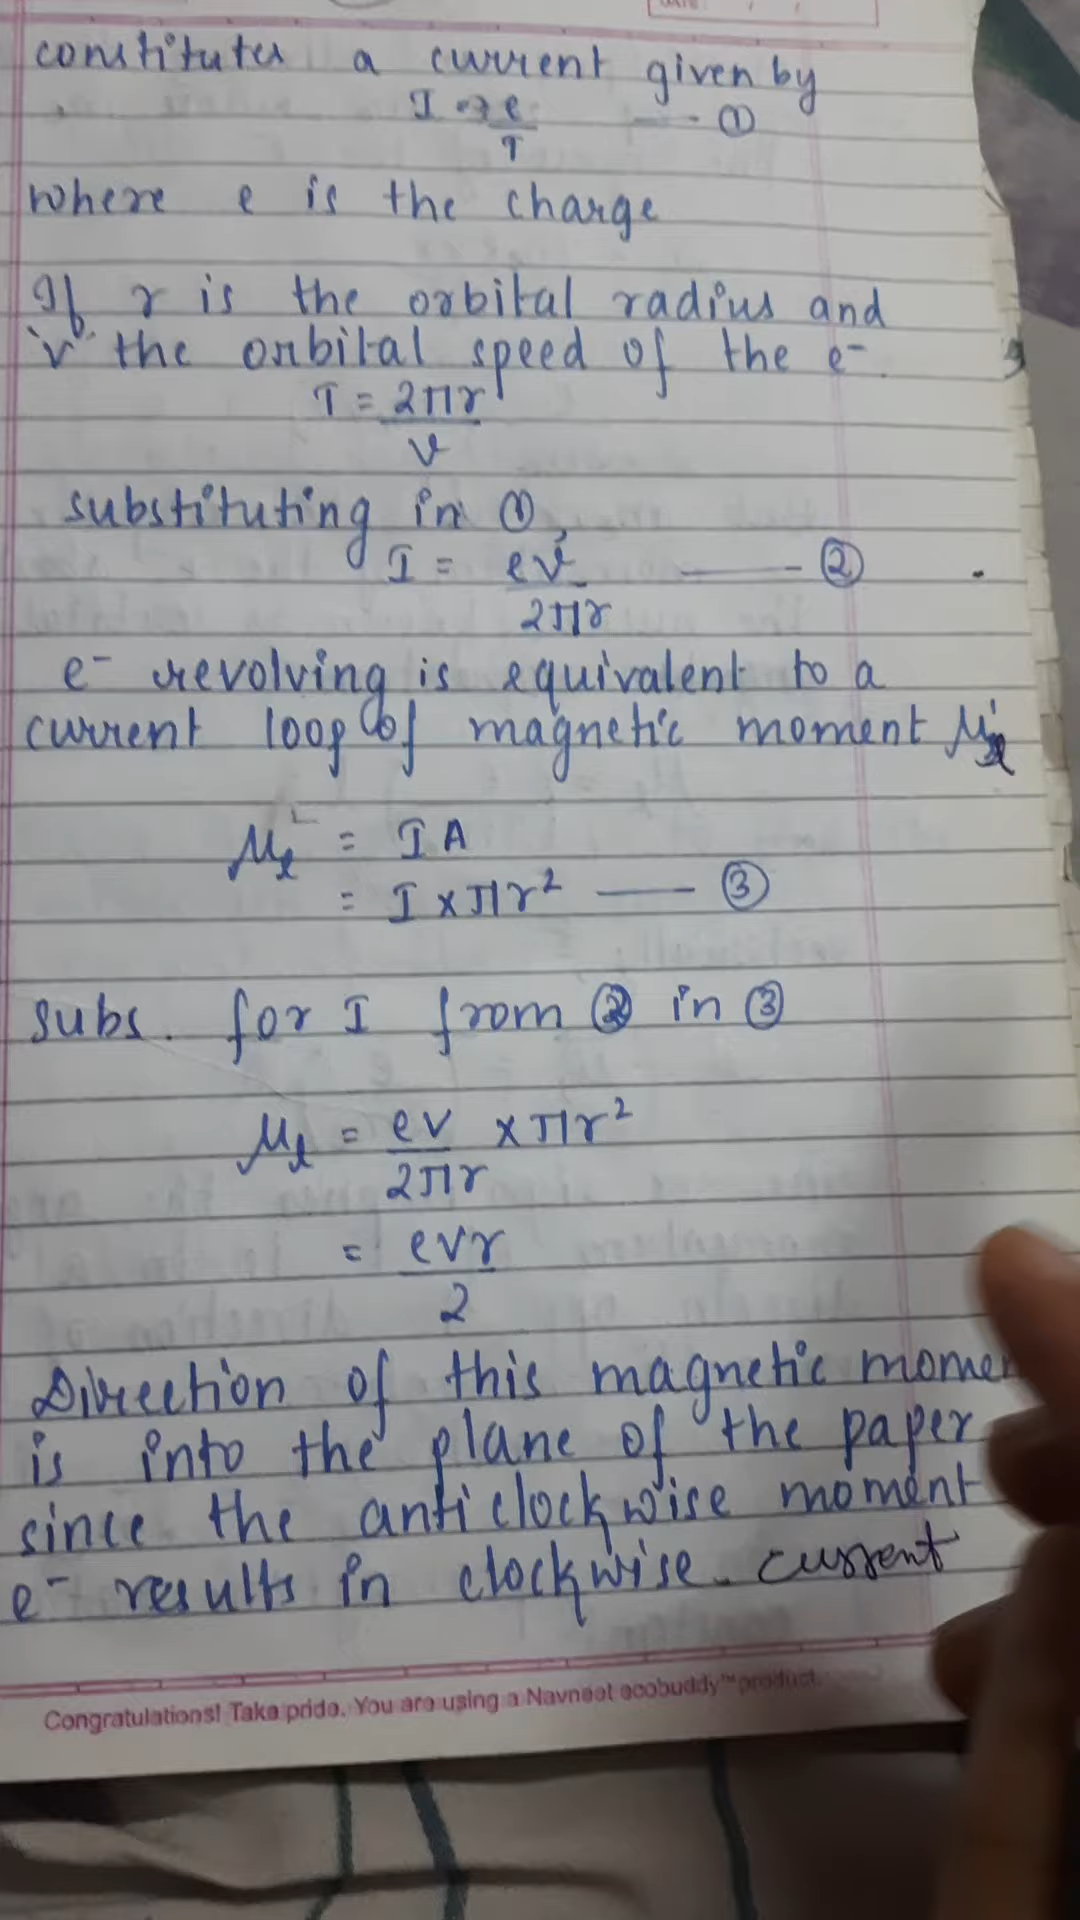 constitutes a current given by
I → e/T —— ①
where e is the charge
If r is the orbital radius and
'v' the orbital speed of the e⁻
T = 2πr/v
substituting in ①,
I = ev/2πr —— ②
e⁻ revolving is equivalent to a
current loop of magnetic moment μₗ
μₗ = IA
= I × πr² —— ③
subs. for I from ② in ③
μₗ = ev/2πr × πr²
= evr/2
Direction of this magnetic momen
is into the plane of the paper
since the anticlockwise moment
e⁻ results in clockwise current
Congratulations! Take pride. You are using a Navneet ecobuddy™ product.